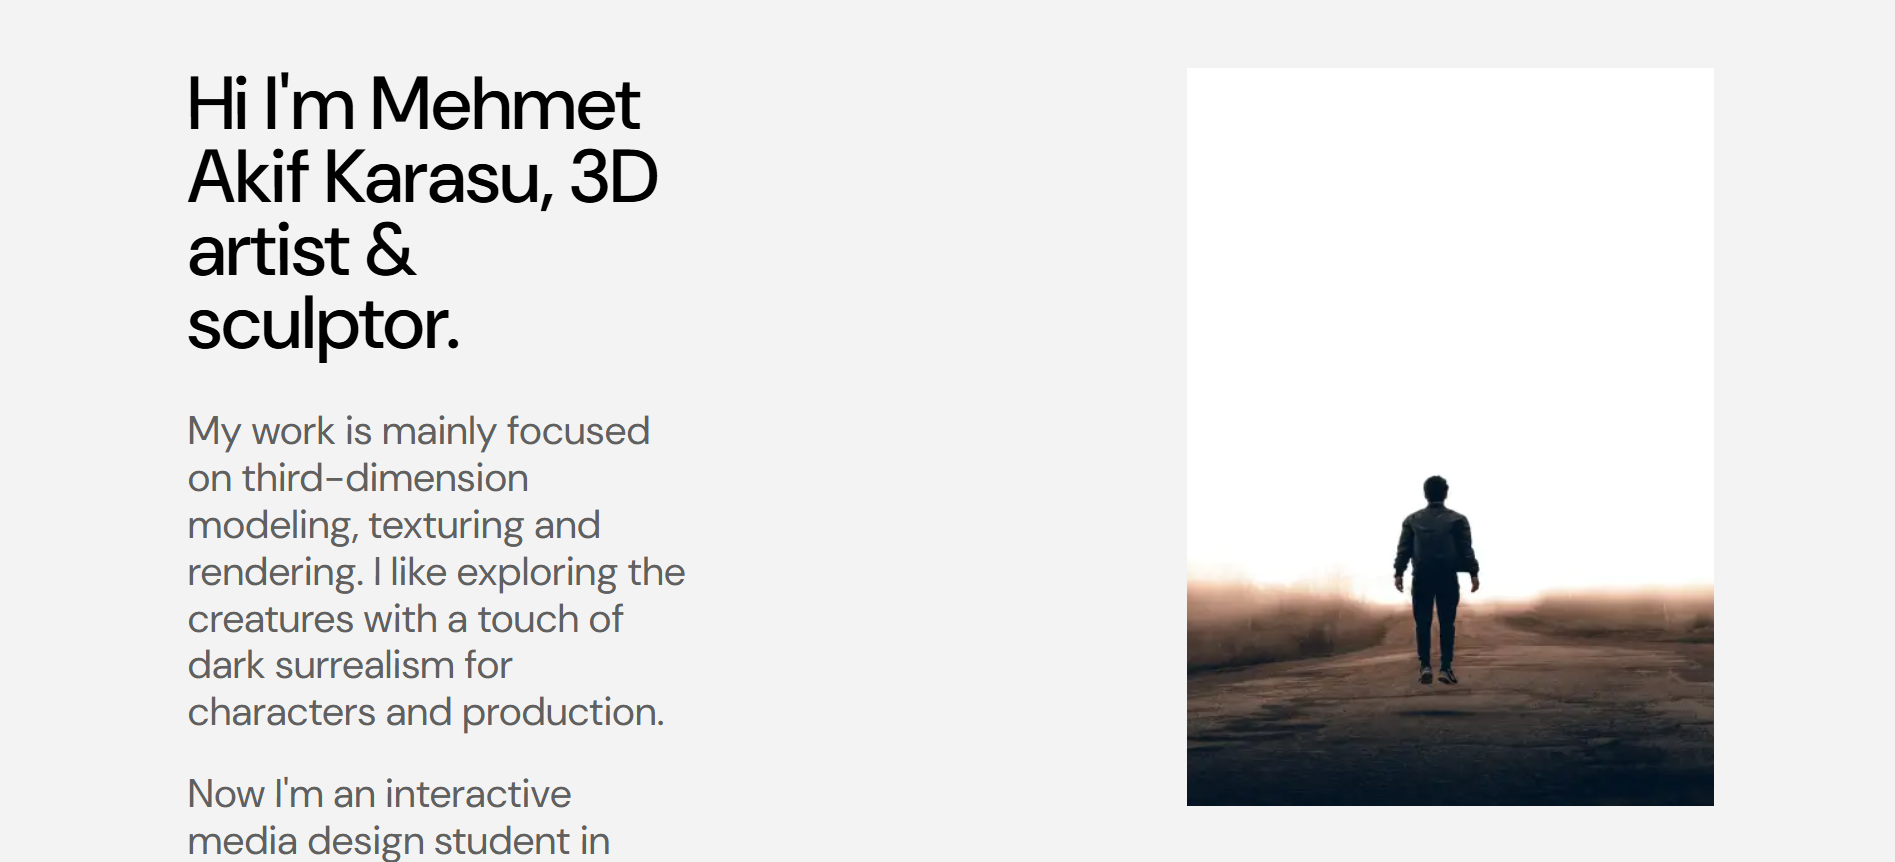 Hi I'm Mehmet
Akif Karasu, 3D
artist &
sculptor.
My work is mainly focused
on third-dimension
modeling, texturing and
rendering. I like exploring the
creatures with a touch of
dark surrealism for
characters and production.
Now I'm an interactive
media design student in